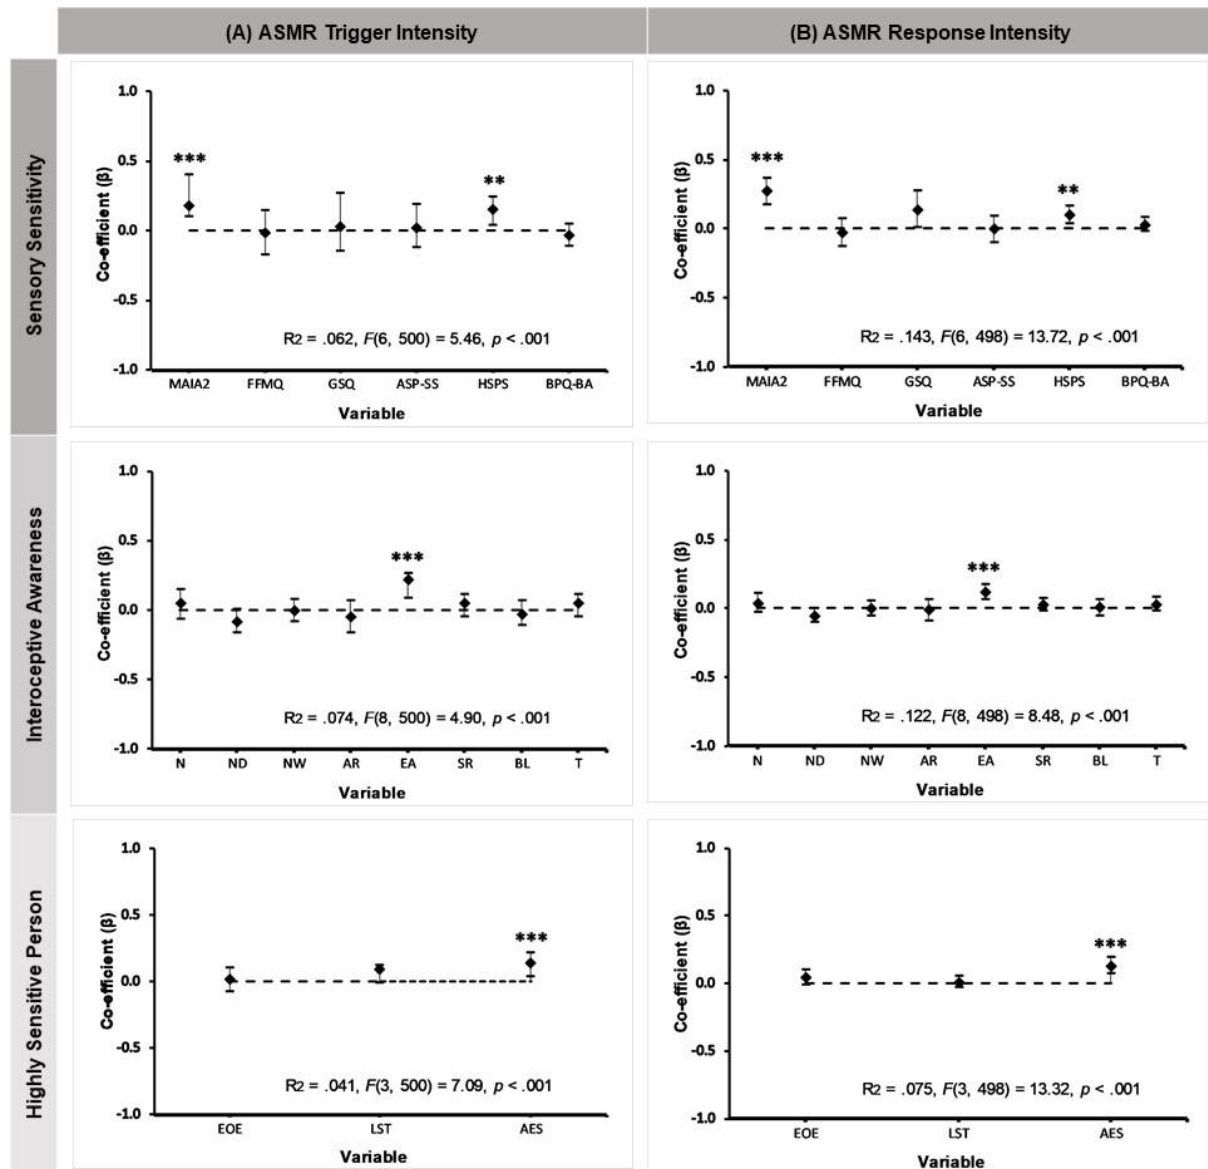 (A) ASMR Trigger Intensity
(B) ASMR Response Intensity
Sensory Sensitivity
1.0
0.5
0.0
-0.5
-1.0
Co-efficient (β)
***
**
R2 = .062, F(6, 500) = 5.46, p < .001
MAIA2 FFMQ GSQ ASP-SS HSPS BPQ-BA
Variable
1.0
0.5
0.0
-0.5
-1.0
Co-efficient (β)
***
**
R2 = .143, F(6, 498) = 13.72, p < .001
MAIA2 FFMQ GSQ ASP-SS HSPS BPQ-BA
Variable
Interoceptive Awareness
1.0
0.5
0.0
-0.5
-1.0
Co-efficient (β)
***
R2 = .074, F(8, 500) = 4.90, p < .001
N ND NW AR EA SR BL T
Variable
1.0
0.5
0.0
-0.5
-1.0
Co-efficient (β)
***
R2 = .122, F(8, 498) = 8.48, p < .001
N ND NW AR EA SR BL T
Variable
Highly Sensitive Person
1.0
0.5
0.0
-0.5
-1.0
Co-efficient (β)
***
R2 = .041, F(3, 500) = 7.09, p < .001
EOE LST AES
Variable
1.0
0.5
0.0
-0.5
-1.0
Co-efficient (β)
***
R2 = .075, F(3, 498) = 13.32, p < .001
EOE LST AES
Variable